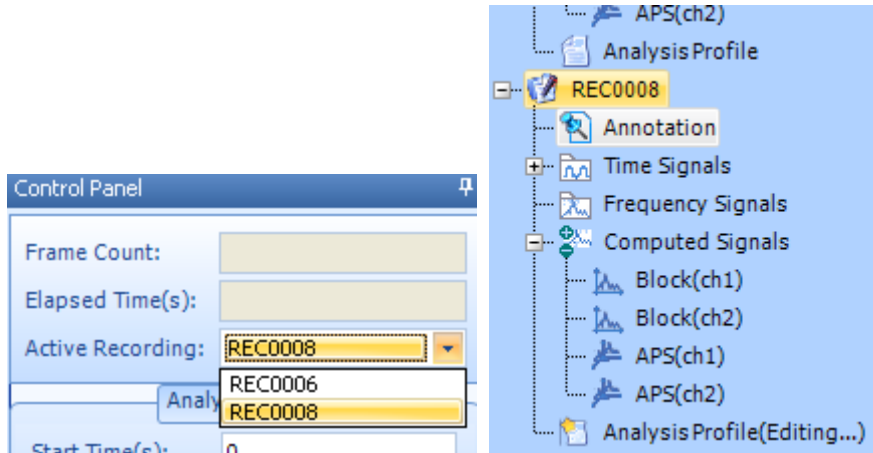 Control Panel
Frame Count:
Elapsed Time(s):
Active Recording: REC0008
REC0006
REC0008
Analy
Start Time(s): 0
APS(ch2)
Analysis Profile
REC0008
Annotation
Time Signals
Frequency Signals
Computed Signals
Block(ch1)
Block(ch2)
APS(ch1)
APS(ch2)
Analysis Profile(Editing...)